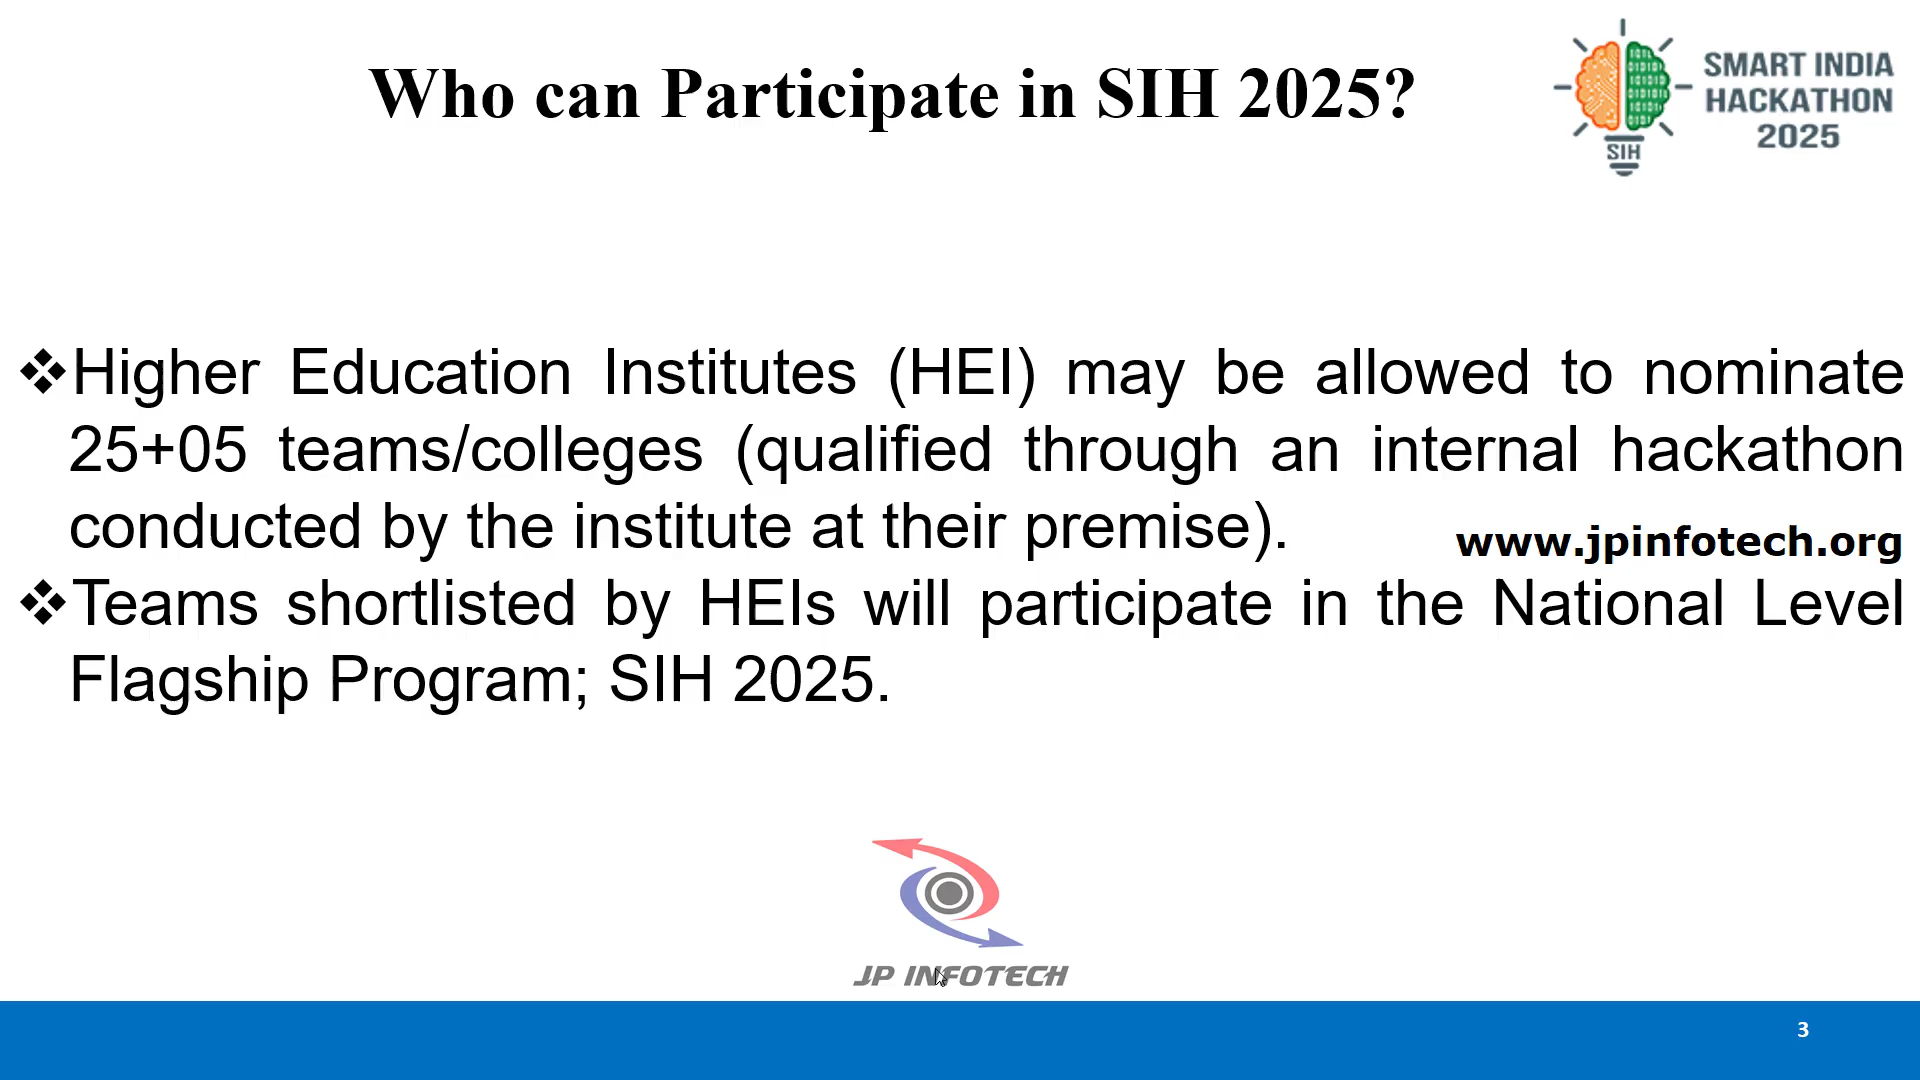 Who can Participate in SIH 2025?
SMART INDIA
HACKATHON
2025
SIH
❖Higher Education Institutes (HEI) may be allowed to nominate
25+05 teams/colleges (qualified through an internal hackathon
conducted by the institute at their premise).
www.jpinfotech.org
❖Teams shortlisted by HEIs will participate in the National Level
Flagship Program; SIH 2025.
JP INFOTECH
3